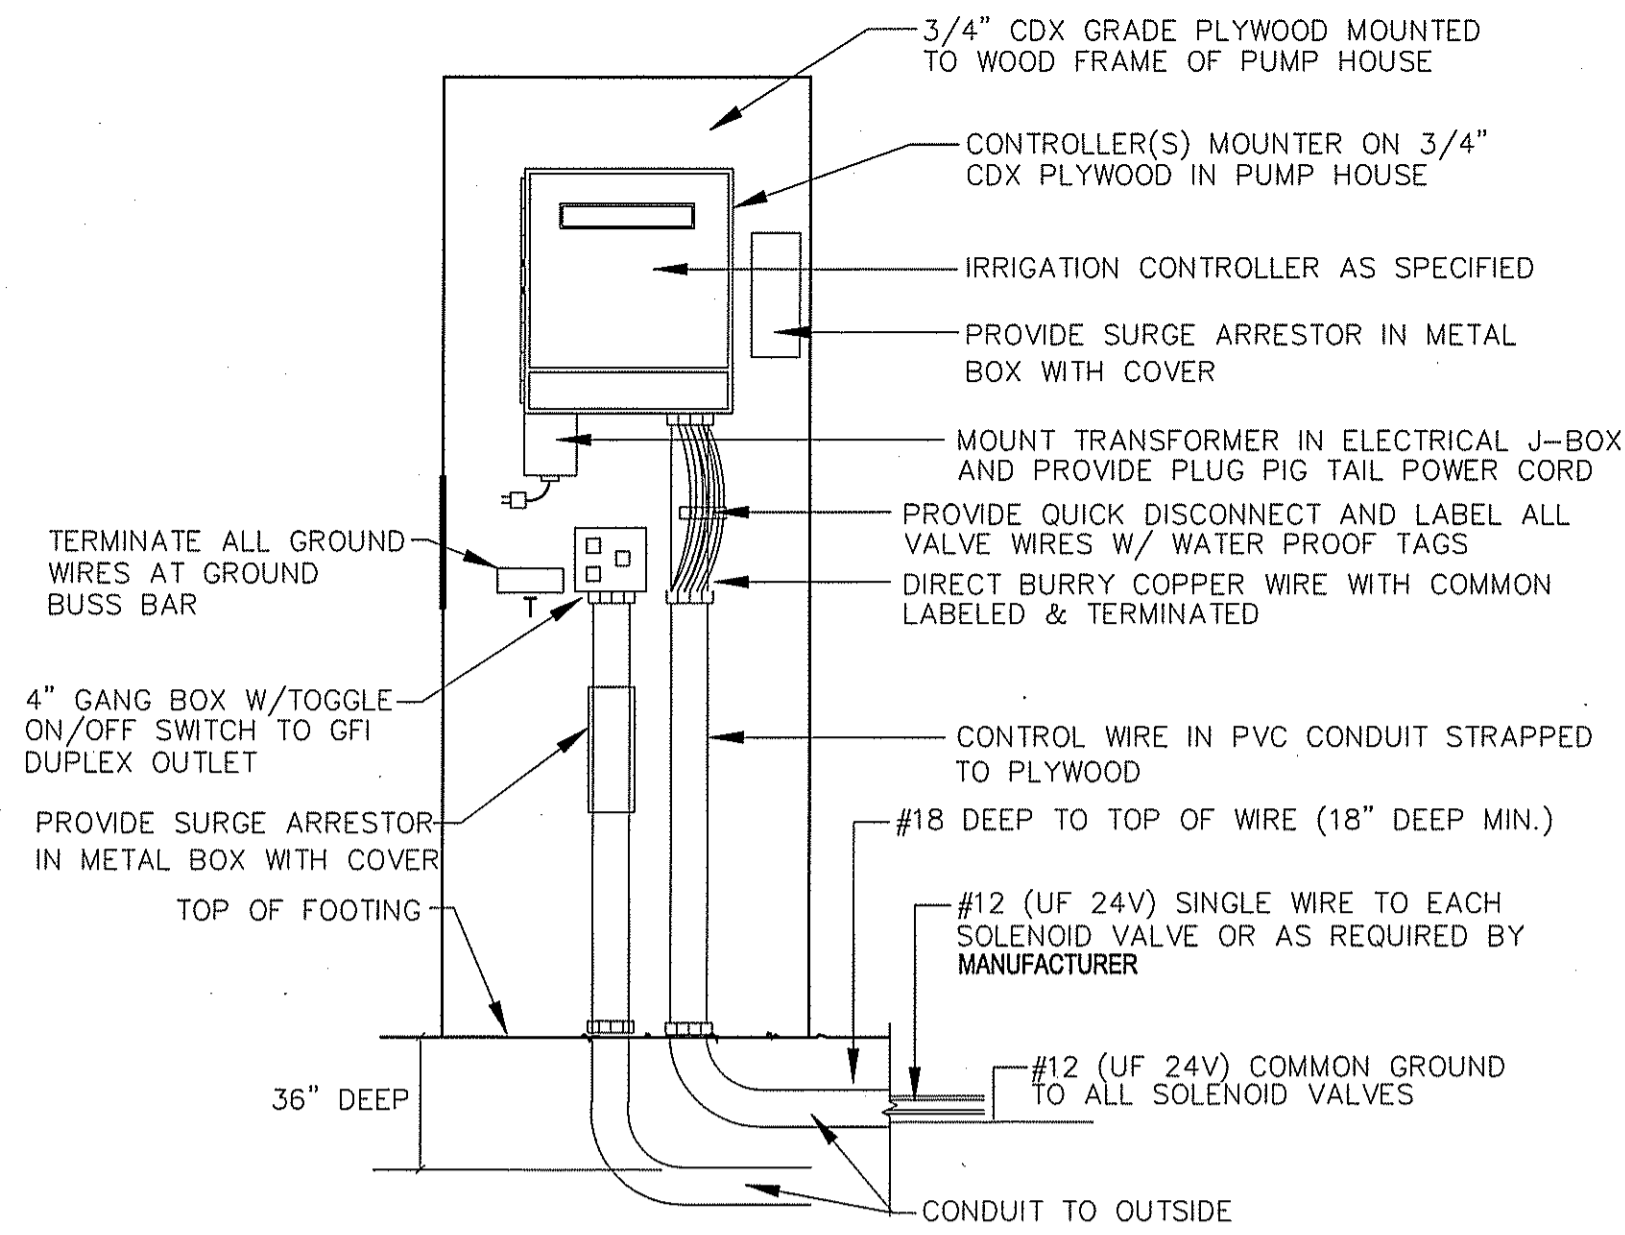 3/4" CDX GRADE PLYWOOD MOUNTED
TO WOOD FRAME OF PUMP HOUSE
CONTROLLER(S) MOUNTER ON 3/4"
CDX PLYWOOD IN PUMP HOUSE
IRRIGATION CONTROLLER AS SPECIFIED
PROVIDE SURGE ARRESTOR IN METAL
BOX WITH COVER
MOUNT TRANSFORMER IN ELECTRICAL J-BOX
AND PROVIDE PLUG PIG TAIL POWER CORD
PROVIDE QUICK DISCONNECT AND LABEL ALL
VALVE WIRES W/ WATER PROOF TAGS
DIRECT BURRY COPPER WIRE WITH COMMON
LABELED & TERMINATED
TERMINATE ALL GROUND
WIRES AT GROUND
BUSS BAR
T
4" GANG BOX W/TOGGLE
ON/OFF SWITCH TO GFI
DUPLEX OUTLET
CONTROL WIRE IN PVC CONDUIT STRAPPED
TO PLYWOOD
PROVIDE SURGE ARRESTOR
IN METAL BOX WITH COVER
#18 DEEP TO TOP OF WIRE (18" DEEP MIN.)
TOP OF FOOTING
#12 (UF 24V) SINGLE WIRE TO EACH
SOLENOID VALVE OR AS REQUIRED BY
MANUFACTURER
#12 (UF 24V) COMMON GROUND
TO ALL SOLENOID VALVES
36" DEEP
CONDUIT TO OUTSIDE